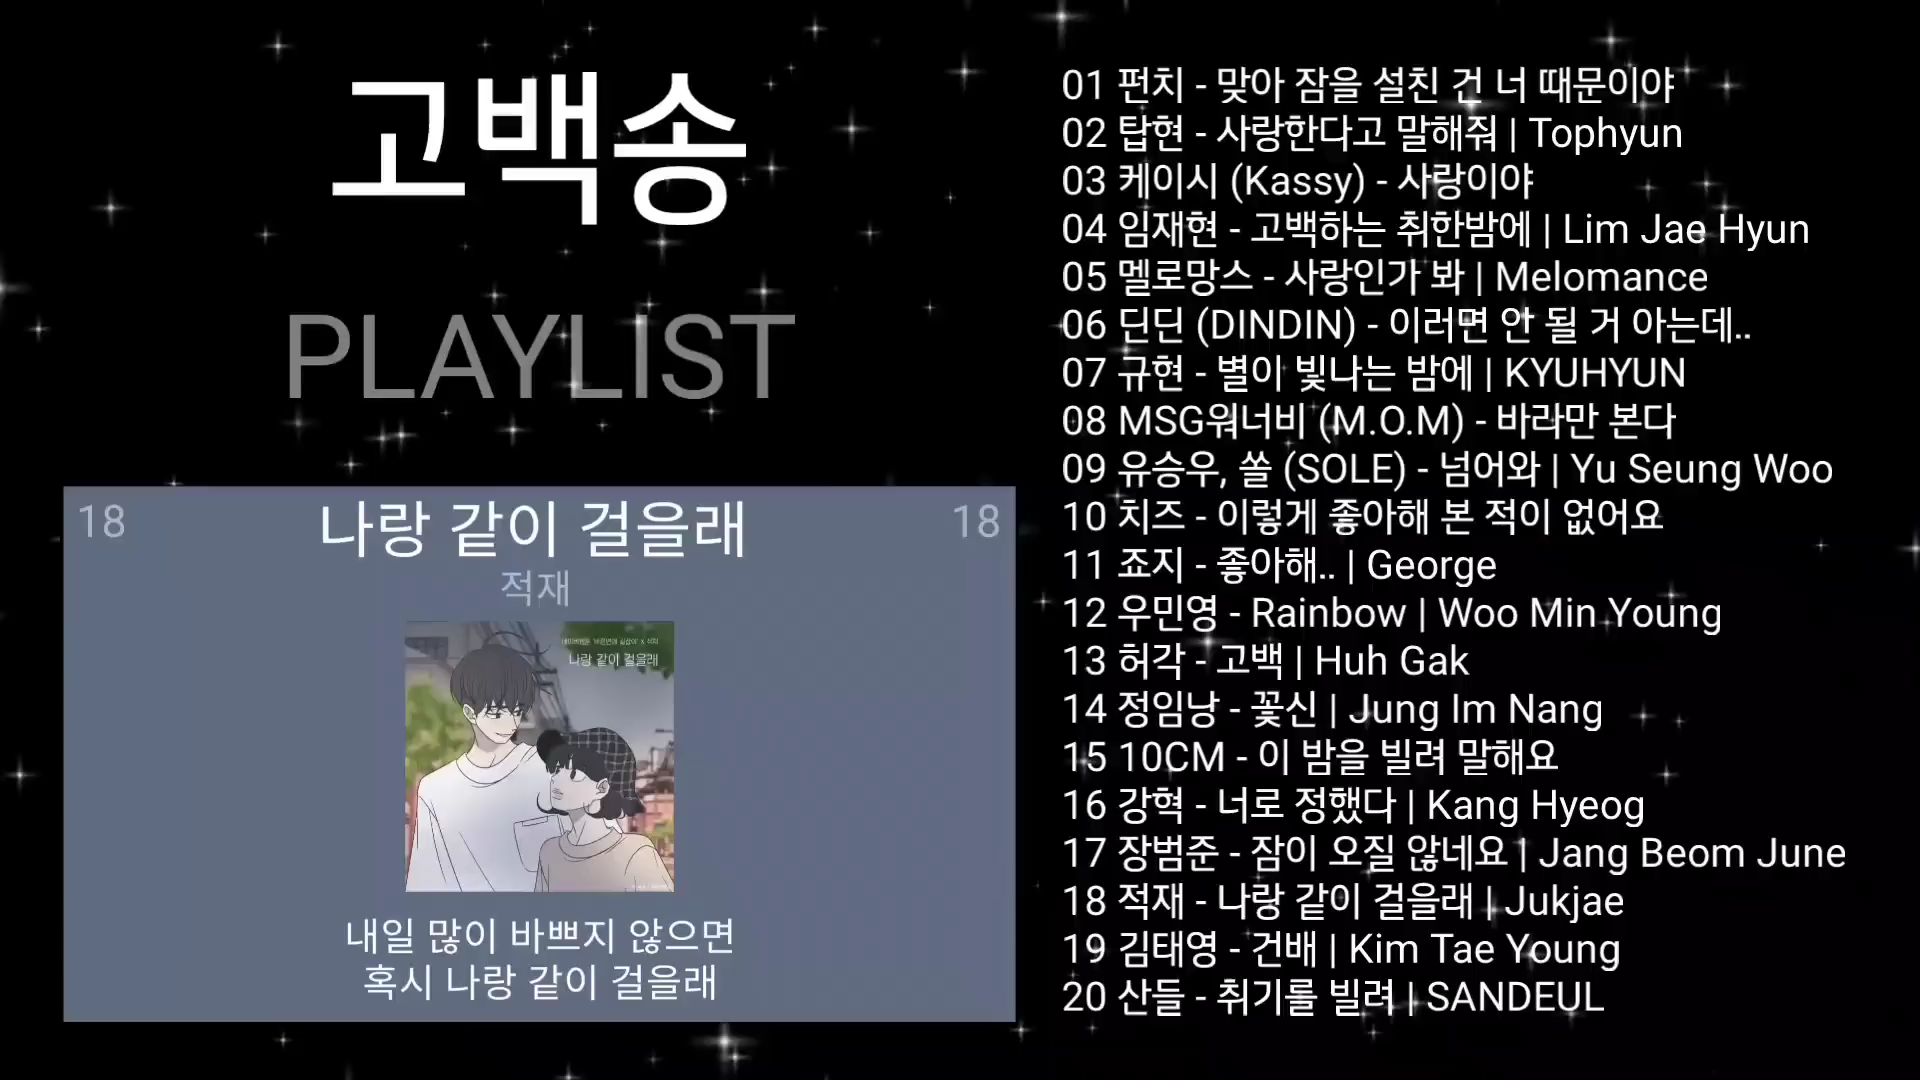 고백송
PLAYLIST
18
나랑 같이 걸을래
18
적재
나랑 같이 걸을래
내일 많이 바쁘지 않으면
혹시 나랑 같이 걸을래
01 펀치 - 맞아 잠을 설친 건 너 때문이야
02 탑현 - 사랑한다고 말해줘 | Tophyun
03 케이시 (Kassy) - 사랑이야
04 임재현 - 고백하는 취한밤에 | Lim Jae Hyun
05 멜로망스 - 사랑인가 봐 | Melomance
06 딘딘 (DINDIN) - 이러면 안 될 거 아는데..
07 규현 - 별이 빛나는 밤에 | KYUHYUN
08 MSG워너비 (M.O.M) - 바라만 본다
09 유승우, 쏠 (SOLE) - 넘어와 | Yu Seung Woo
10 치즈 - 이렇게 좋아해 본 적이 없어요
11 죠지 - 좋아해.. | George
12 우민영 - Rainbow | Woo Min Young
13 허각 - 고백 | Huh Gak
14 정임낭 - 꽃신 | Jung Im Nang
15 10CM - 이 밤을 빌려 말해요
16 강혁 - 너로 정했다 | Kang Hyeog
17 장범준 - 잠이 오질 않네요 | Jang Beom June
18 적재 - 나랑 같이 걸을래 | Jukjae
19 김태영 - 건배 | Kim Tae Young
20 산들 - 취기를 빌려 | SANDEUL